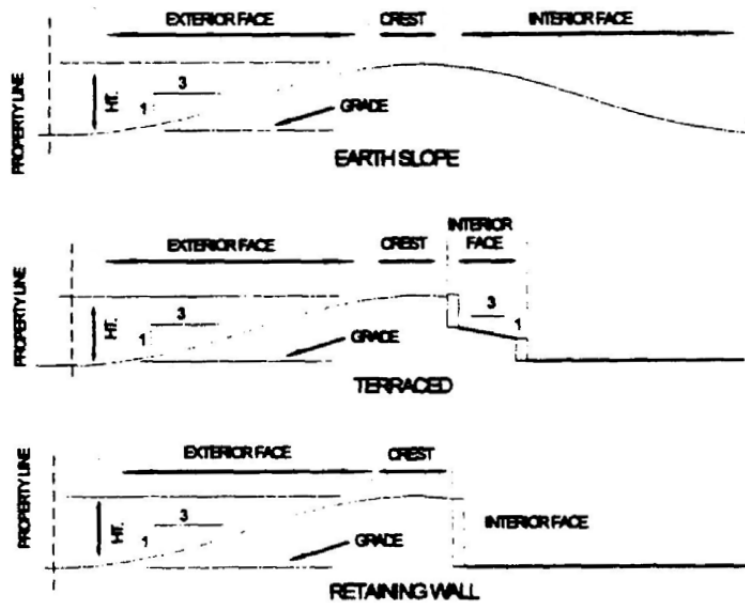 EXTERIOR FACE CREST INTERIOR FACE
PROPERTY LINE
HT.
3
1
GRADE
EARTH SLOPE
INTERIOR
FACE
EXTERIOR FACE CREST
PROPERTY LINE
HT.
3
1
3
1
GRADE
TERRACED
EXTERIOR FACE CREST
PROPERTY LINE
HT.
3
1
INTERIOR FACE
GRADE
RETAINING WALL